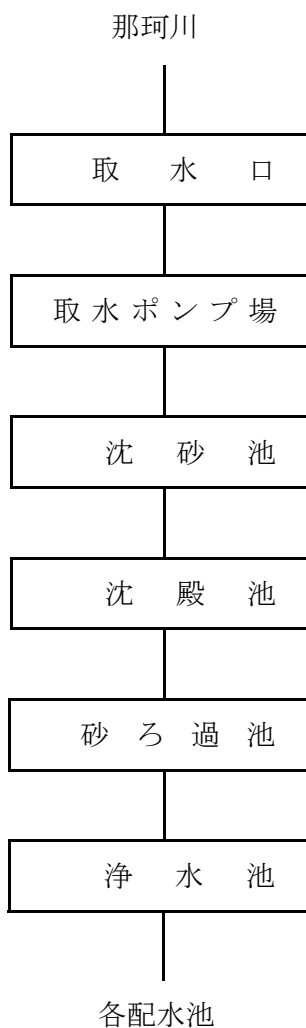 那珂川
取水口
取水ポンプ場
沈砂池
沈殿池
砂ろ過池
浄水池
各配水池